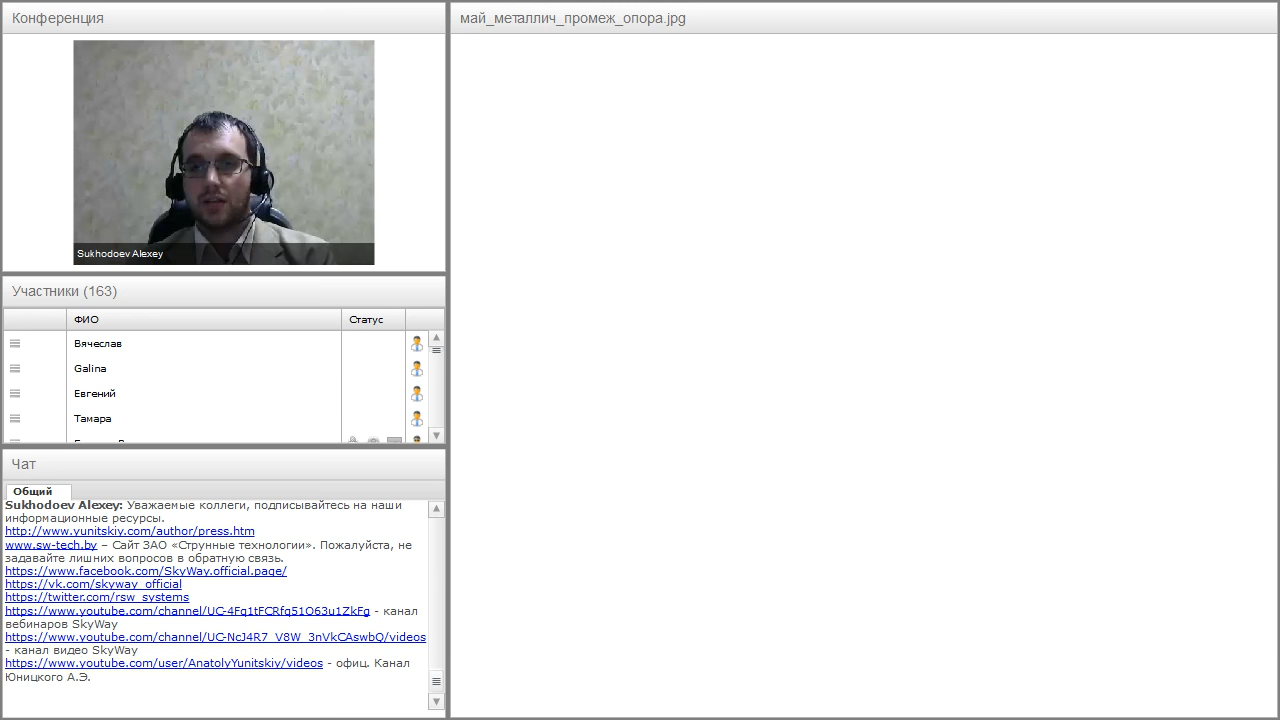 Конференция
Sukhodoev Alexey
Участники (163)
ФИО
Статус
Вячеслав
Galina
Евгений
Тамара
Чат
Общий
Sukhodoev Alexey: Уважаемые коллеги, подписывайтесь на наши
информационные ресурсы.
http://www.yunitskiy.com/author/press.htm
www.sw-tech.by – Сайт ЗАО «Струнные технологии». Пожалуйста, не
задавайте лишних вопросов в обратную связь.
https://www.facebook.com/SkyWay.official.page/
https://vk.com/skyway_official
https://twitter.com/rsw_systems
https://www.youtube.com/channel/UC-4Fq1tFCRfq51O63u1ZkFg - канал
вебинаров SkyWay
https://www.youtube.com/channel/UC-NcJ4R7_V8W_3nVkCAswbQ/videos
- канал видео SkyWay
https://www.youtube.com/user/AnatolyYunitskiy/videos - офиц. Канал
Юницкого А.Э.
май_металлич_промеж_опора.jpg